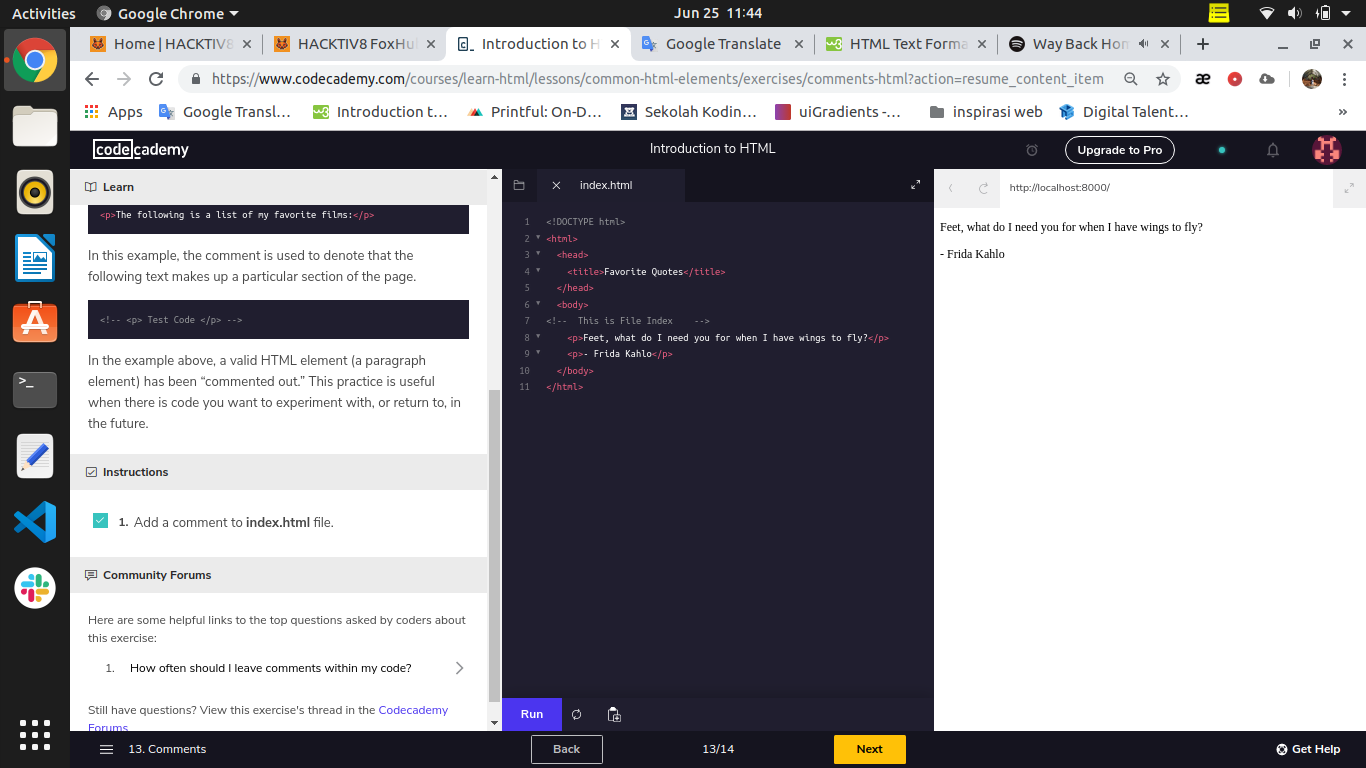 Activities
Google Chrome
Jun 25 11:44
Home | HACKTIV8
HACKTIV8 FoxHu
Introduction to H
Google Translate
HTML Text Forma
Way Back Hom
https://www.codecademy.com/courses/learn-html/lessons/common-html-elements/exercises/comments-html?action=resume_content_item
Apps
Google Transl…
Introduction t…
Printful: On-D…
Sekolah Kodin…
uiGradients -…
inspirasi web
Digital Talent…
codecademy
Introduction to HTML
Upgrade to Pro
Learn
<p>The following is a list of my favorite films:</p>
In this example, the comment is used to denote that the
following text makes up a particular section of the page.
<!-- <p> Test Code </p> -->
In the example above, a valid HTML element (a paragraph
element) has been “commented out.” This practice is useful
when there is code you want to experiment with, or return to, in
the future.
Instructions
1. Add a comment to index.html file.
Community Forums
Here are some helpful links to the top questions asked by coders about
this exercise:
1. How often should I leave comments within my code?
Still have questions? View this exercise's thread in the Codecademy
Forums
index.html
1 <!DOCTYPE html>
2 <html>
3 <head>
4 <title>Favorite Quotes</title>
5 </head>
6 <body>
7 <!-- This is File Index -->
8 <p>Feet, what do I need you for when I have wings to fly?</p>
9 <p>- Frida Kahlo</p>
10 </body>
11 </html>
Run
http://localhost:8000/
Feet, what do I need you for when I have wings to fly?
- Frida Kahlo
13. Comments
Back
13/14
Next
Get Help